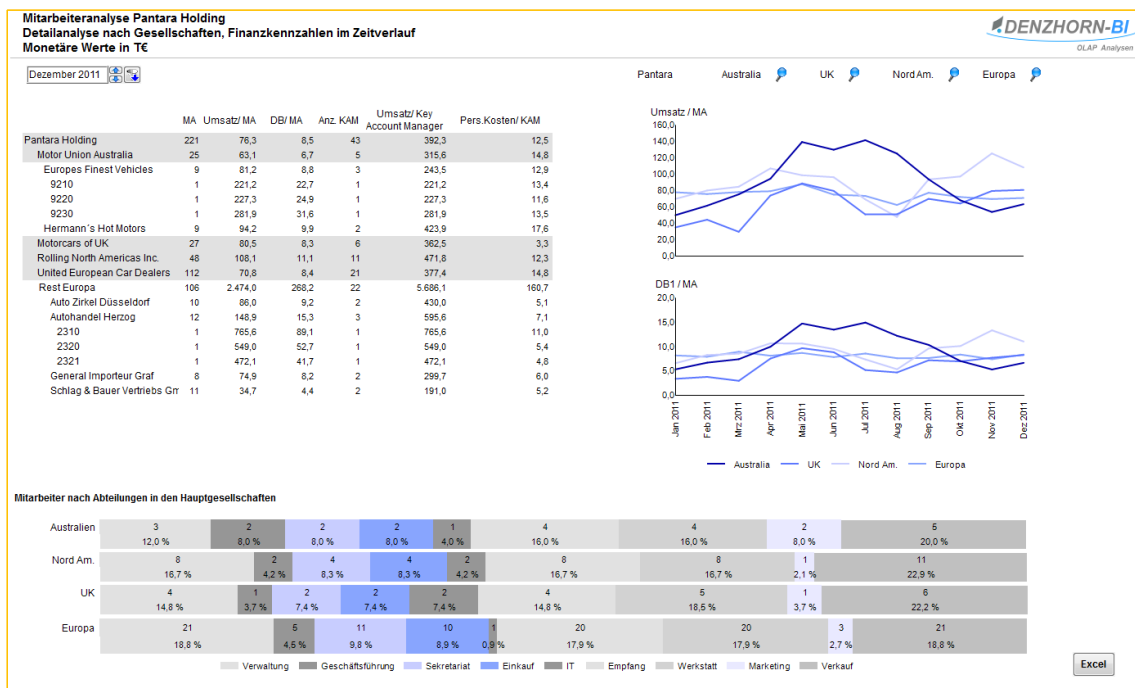 Mitarbeiteranalyse Pantara Holding
Detailanalyse nach Gesellschaften, Finanzkennzahlen im Zeitverlauf
Monetäre Werte in T€
DENZHORN-BI
OLAP Analysen
Dezember 2011
Pantara Australia UK Nord Am. Europa
MA Umsatz/ MA DB/ MA Anz. KAM Umsatz/ Key Account Manager Pers.Kosten/ KAM
Pantara Holding 221 76,3 8,5 43 392,3 12,5
Motor Union Australia 25 63,1 6,7 5 315,6 14,8
Europes Finest Vehicles 9 81,2 8,8 3 243,5 12,9
9210 1 221,2 22,7 1 221,2 13,4
9220 1 227,3 24,9 1 227,3 11,6
9230 1 281,9 31,6 1 281,9 13,5
Hermann´s Hot Motors 9 94,2 9,9 2 423,9 17,6
Motorcars of UK 27 80,5 8,3 6 362,5 3,3
Rolling North Americas Inc. 48 108,1 11,1 11 471,8 12,3
United European Car Dealers 112 70,8 8,4 21 377,4 14,8
Rest Europa 106 2.474,0 268,2 22 5.686,1 160,7
Auto Zirkel Düsseldorf 10 86,0 9,2 2 430,0 5,1
Autohandel Herzog 12 148,9 15,3 3 595,6 7,1
2310 1 765,6 89,1 1 765,6 11,0
2320 1 549,0 52,7 1 549,0 5,4
2321 1 472,1 41,7 1 472,1 4,8
General Importeur Graf 8 74,9 8,2 2 299,7 6,0
Schlag & Bauer Vertriebs Gm 11 34,7 4,4 2 191,0 5,2
Umsatz / MA
160,0
140,0
120,0
100,0
80,0
60,0
40,0
20,0
0,0
DB1 / MA
20,0
15,0
10,0
5,0
0,0
Jan 2011 Feb 2011 Mrz 2011 Apr 2011 Mai 2011 Jun 2011 Jul 2011 Aug 2011 Sep 2011 Okt 2011 Nov 2011 Dez 2011
Australia UK Nord Am. Europa
Mitarbeiter nach Abteilungen in den Hauptgesellschaften
Australien 3 2 2 2 1 4 4 2 5
12,0 % 8,0 % 8,0 % 8,0 % 4,0 % 16,0 % 16,0 % 8,0 % 20,0 %
Nord Am. 8 2 4 4 2 8 8 1 11
16,7 % 4,2 % 8,3 % 8,3 % 4,2 % 16,7 % 16,7 % 2,1 % 22,9 %
UK 4 1 2 2 2 4 5 1 6
14,8 % 3,7 % 7,4 % 7,4 % 7,4 % 14,8 % 18,5 % 3,7 % 22,2 %
Europa 21 5 11 10 1 20 20 3 21
18,8 % 4,5 % 9,8 % 8,9 % 0,9 % 17,9 % 17,9 % 2,7 % 18,8 %
Verwaltung Geschäftsführung Sekretariat Einkauf IT Empfang Werkstatt Marketing Verkauf
Excel